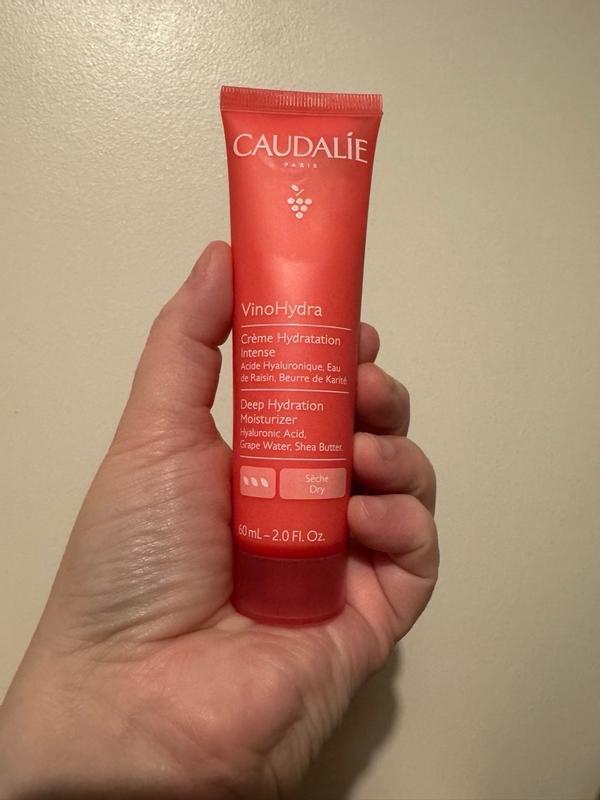 CAUDALÍE
PARIS
VinoHydra
Crème Hydratation
Intense
Acide Hyaluronique, Eau
de Raisin, Beurre de Karité.
Deep Hydration
Moisturizer
Hyaluronic Acid,
Grape Water, Shea Butter.
Sèche
Dry
60 mL – 2.0 Fl. Oz.